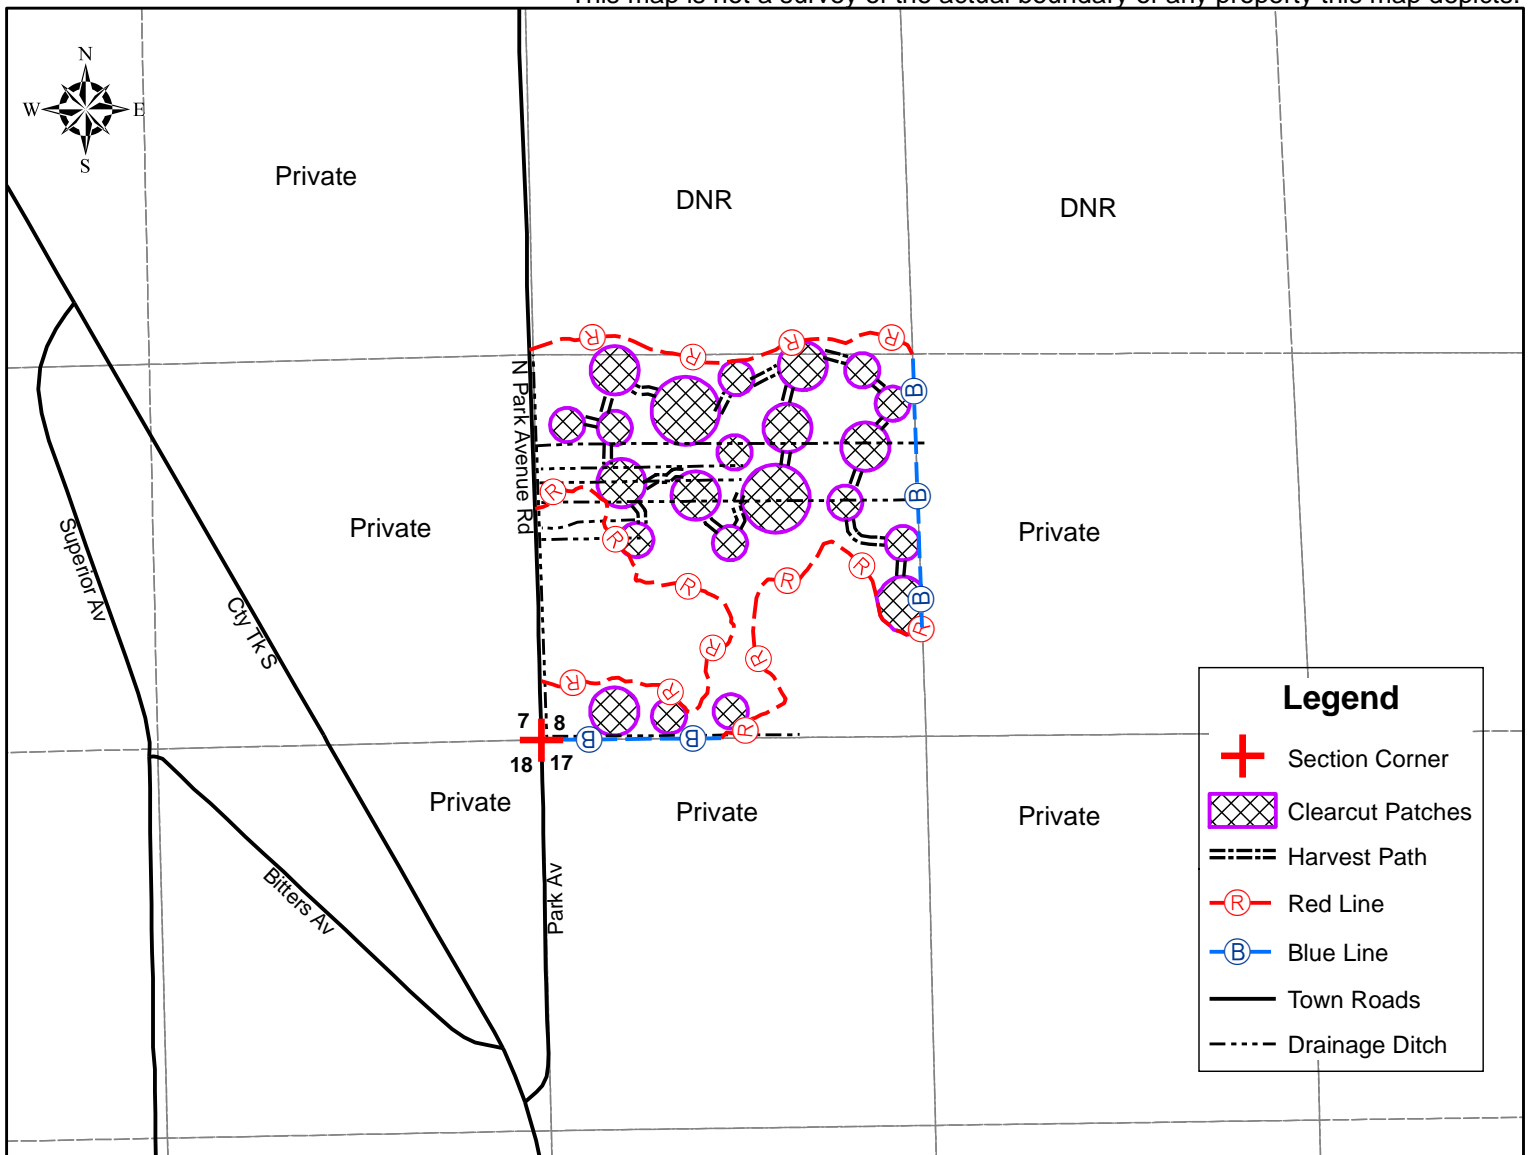 This map is not a survey of the actual boundary of any property this map depicts.
N
W E
S
Private
DNR
DNR
R
R
R
R
R
B
N Park Avenue Rd
R
B
Superior Av
Private
R
Private
R
R
R
B
Cty Tk S
R
R
R
R
R
7 8
R
B
B
18 17
Private
Private
Private
Park Av
Bitters Av
Legend
Section Corner
Clearcut Patches
Harvest Path
R Red Line
B Blue Line
Town Roads
Drainage Ditch